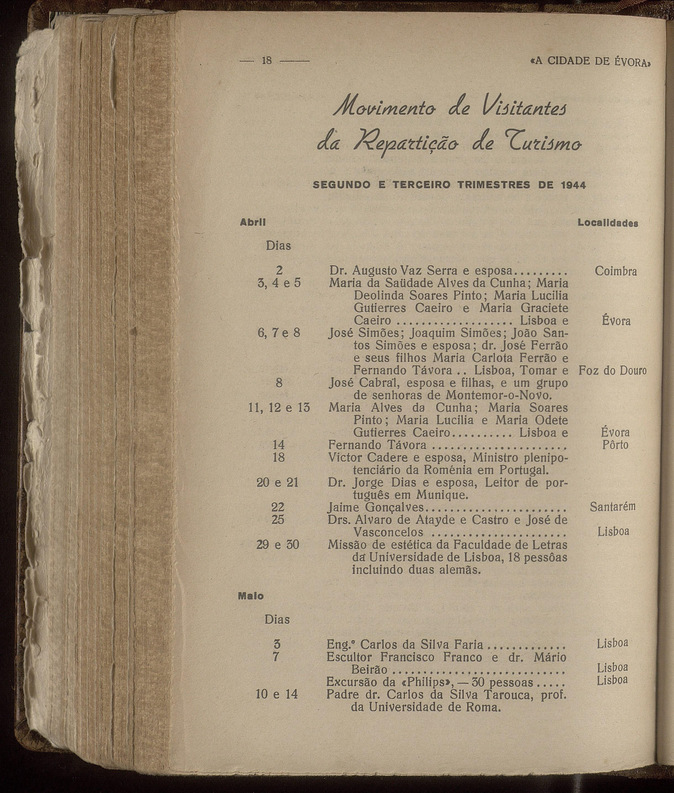 — 18 —— «A CIDADE DE ÉVORA»
Movimento de Visitantes
da Repartição de Turismo
SEGUNDO E TERCEIRO TRIMESTRES DE 1944
Abril Localidades
Dias
2 Dr. Augusto Vaz Serra e esposa......... Coimbra
3, 4 e 5 Maria da Saüdade Alves da Cunha; Maria
Deolinda Soares Pinto; Maria Lucília
Gutierres Caeiro e Maria Graciete
Caeiro .................. Lisboa e Évora
6, 7 e 8 José Simões; Joaquim Simões; João San-
tos Simões e esposa; dr. José Ferrão
e seus filhos Maria Carlota Ferrão e
Fernando Távora .. Lisboa, Tomar e Foz do Douro
8 José Cabral, esposa e filhas, e um grupo
de senhoras de Montemor-o-Novo.
11, 12 e 13 Maria Alves da Cunha; Maria Soares
Pinto; Maria Lucília e Maria Odete
Gutierres Caeiro.......... Lisboa e Évora
14 Fernando Távora ...................... Pôrto
18 Victor Cadere e esposa, Ministro plenipo-
tenciário da Roménia em Portugal.
20 e 21 Dr. Jorge Dias e esposa, Leitor de por-
tuguês em Munique.
22 Jaime Gonçalves....................... Santarém
25 Drs. Alvaro de Atayde e Castro e José de
Vasconcelos ...................... Lisboa
29 e 30 Missão de estética da Faculdade de Letras
da Universidade de Lisboa, 18 pessôas
incluindo duas alemãs.
Maio
Dias
3 Eng.º Carlos da Silva Faria ............. Lisboa
7 Escultor Francisco Franco e dr. Mário
Beirão ............................ Lisboa
Excursão da «Philips», — 30 pessoas ..... Lisboa
10 e 14 Padre dr. Carlos da Silva Tarouca, prof.
da Universidade de Roma.